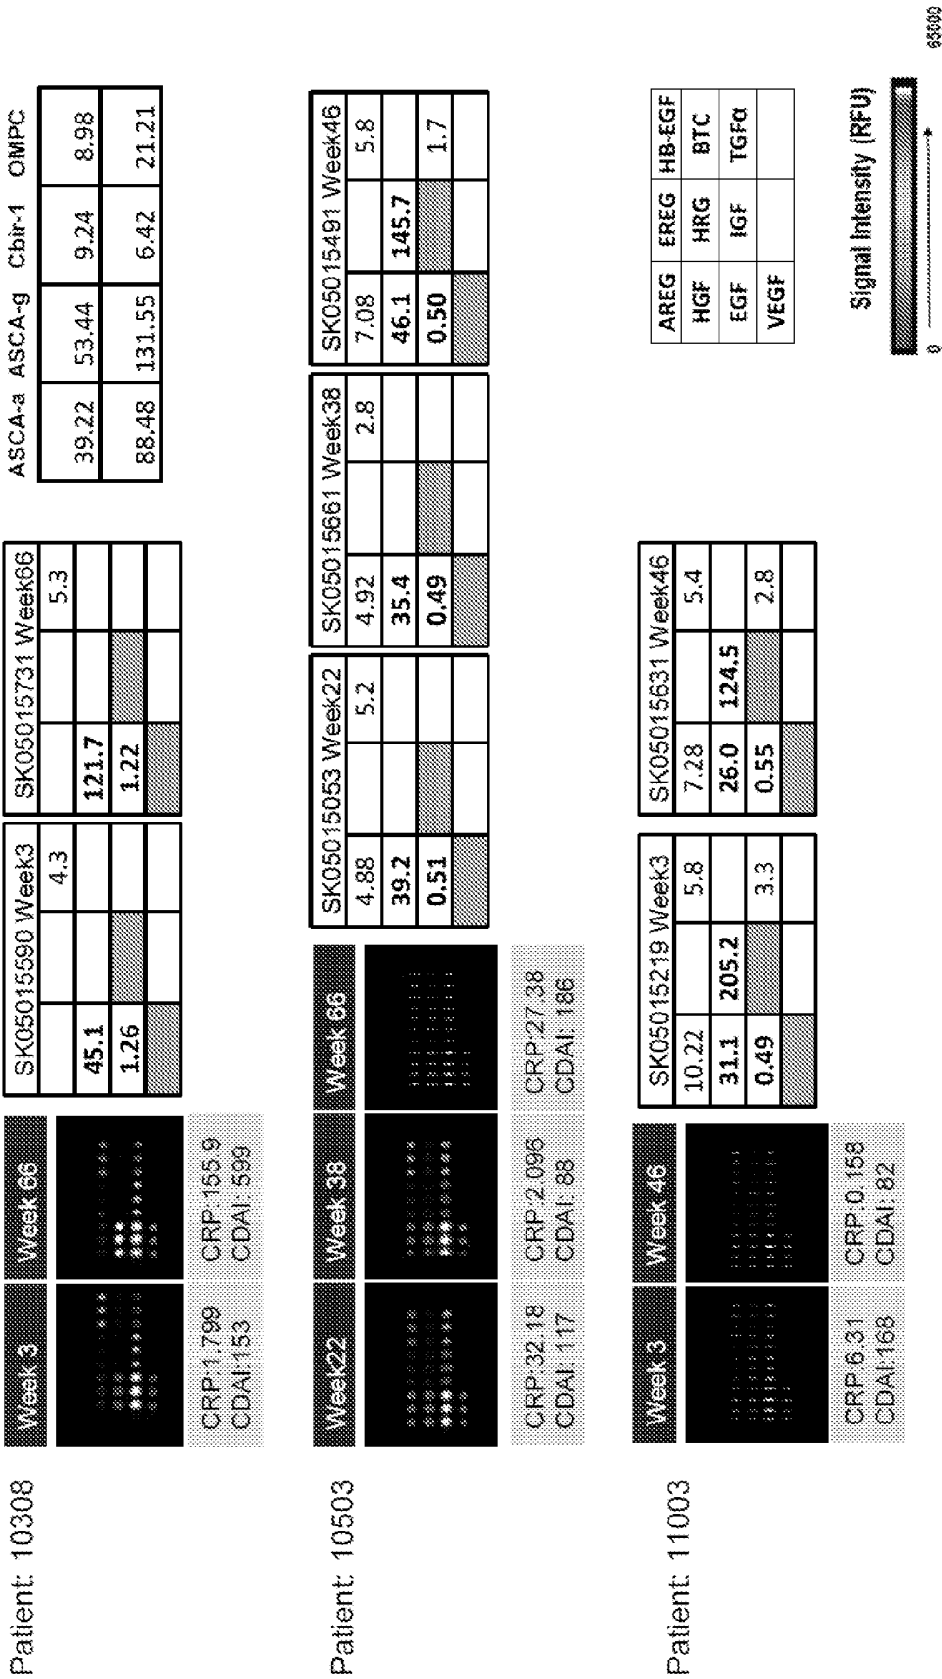 Patient: 10308
Week 3
Week 66
CRP:1.799
CDAI:153
CRP:155.9
CDAI: 599
SK05015590 Week3
4.3
45.1
1.26
SK05015731 Week66
5.3
121.7
1.22
ASCA-a ASCA-g Cbir-1 OMPC
39.22 53.44 9.24 8.98
88.48 131.55 6.42 21.21
Patient: 10503
Week22
Week 38
Week 66
CRP:32.18
CDAI: 117
CRP:2.095
CDAI: 88
CRP:27.38
CDAI: 186
SK05015053 Week22
4.88 5.2
39.2
0.51
SK05015661 Week38
4.92 2.8
35.4
0.49
SK05015491 Week46
7.08 5.8
46.1 145.7
0.50 1.7
Patient: 11003
Week 3
Week 46
CRP:6.31
CDAI:168
CRP:0.158
CDAI: 82
SK05015219 Week3
10.22 5.8
31.1 205.2
0.49 3.3
SK05015631 Week46
7.28 5.4
26.0 124.5
0.55 2.8
AREG EREG HB-EGF
HGF HRG BTC
EGF IGF TGFα
VEGF
Signal Intensity (RFU)
0 65000